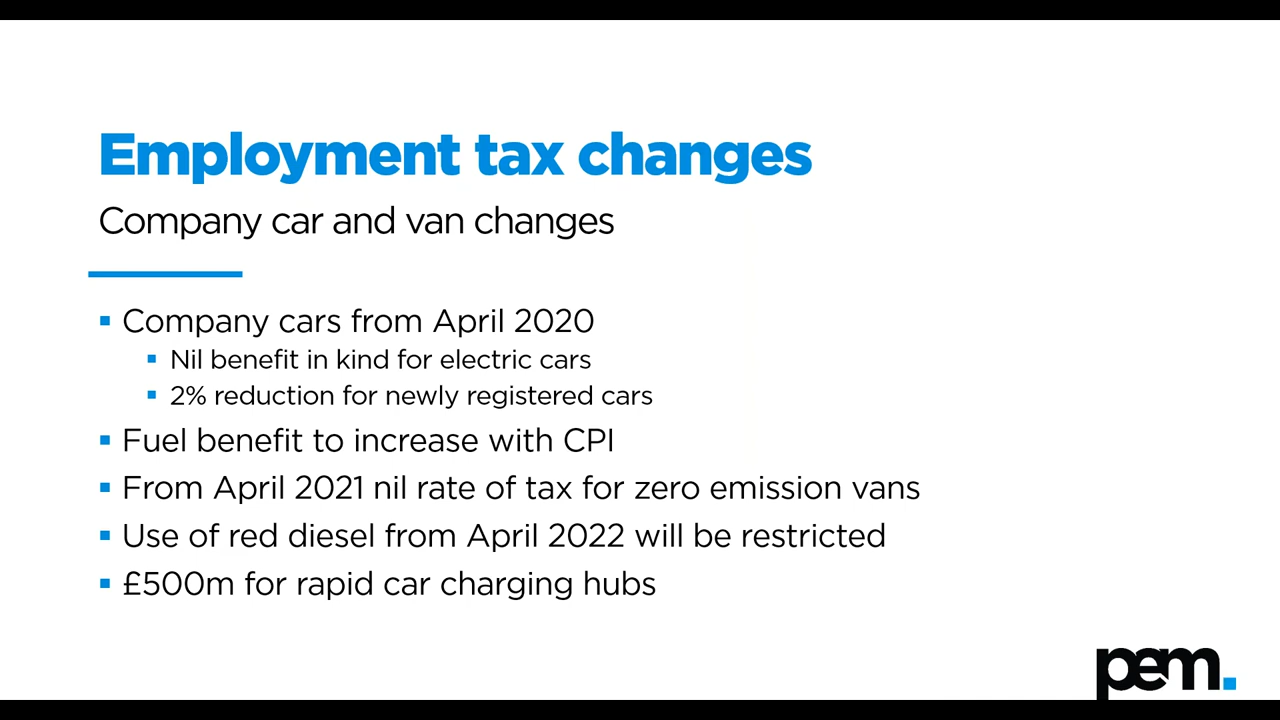 Employment tax changes
Company car and van changes
Company cars from April 2020
Nil benefit in kind for electric cars
2% reduction for newly registered cars
Fuel benefit to increase with CPI
From April 2021 nil rate of tax for zero emission vans
Use of red diesel from April 2022 will be restricted
£500m for rapid car charging hubs
pem.